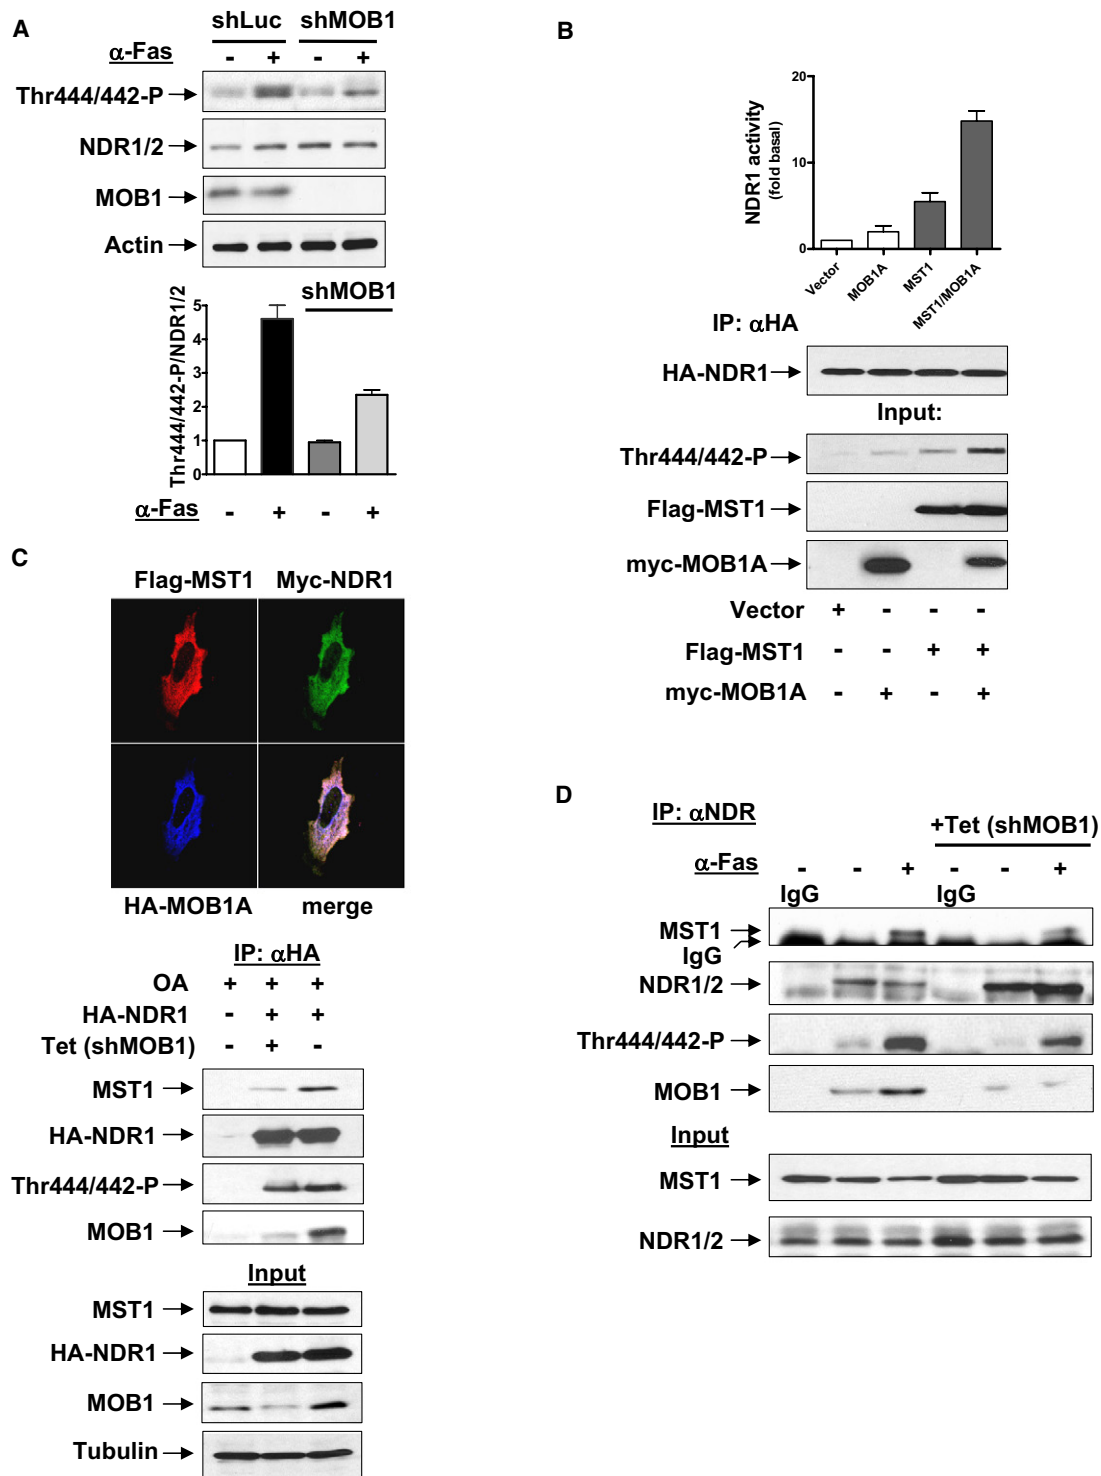 A
shLuc shMOB1
α-Fas - + - +
Thr444/442-P
NDR1/2
MOB1
Actin
shMOB1
Thr444/442-P/NDR1/2
5
4
3
2
1
0
α-Fas - + - +
B
NDR1 activity
(fold basal)
20
10
0
Vector MOB1A MST1 MST1/MOB1A
IP: αHA
HA-NDR1
Input:
Thr444/442-P
Flag-MST1
myc-MOB1A
Vector + - - -
Flag-MST1 - - + +
myc-MOB1A - + - +
C
Flag-MST1 Myc-NDR1
HA-MOB1A merge
IP: αHA
OA + + +
HA-NDR1 - + +
Tet (shMOB1) - + -
MST1
HA-NDR1
Thr444/442-P
MOB1
Input
MST1
HA-NDR1
MOB1
Tubulin
D
IP: αNDR
+Tet (shMOB1)
α-Fas - - + - - +
IgG IgG
MST1
IgG
NDR1/2
Thr444/442-P
MOB1
Input
MST1
NDR1/2